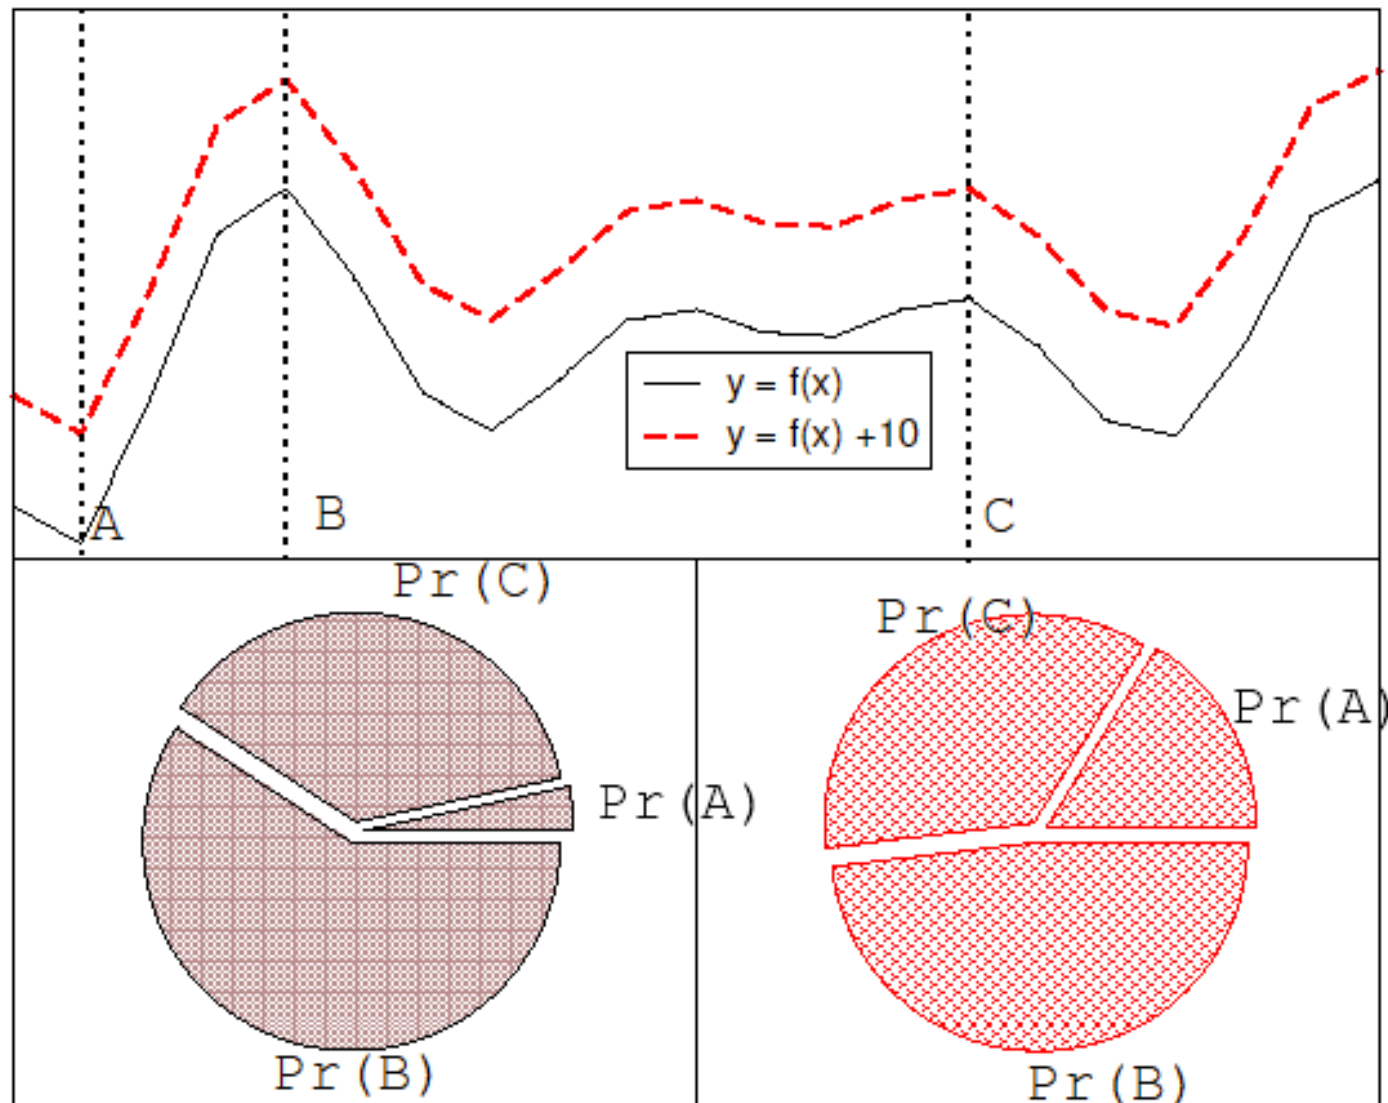 y = f(x)
y = f(x) +10
A
B
C
Pr(C)
Pr(A)
Pr(B)
Pr(C)
Pr(A)
Pr(B)